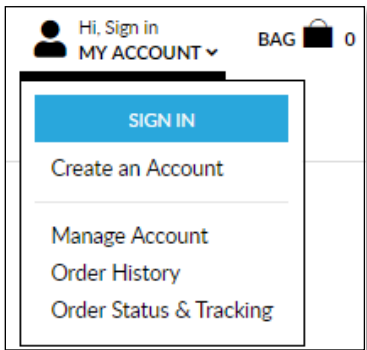 Hi, Sign in
MY ACCOUNT
BAG 0
SIGN IN
Create an Account
Manage Account
Order History
Order Status & Tracking